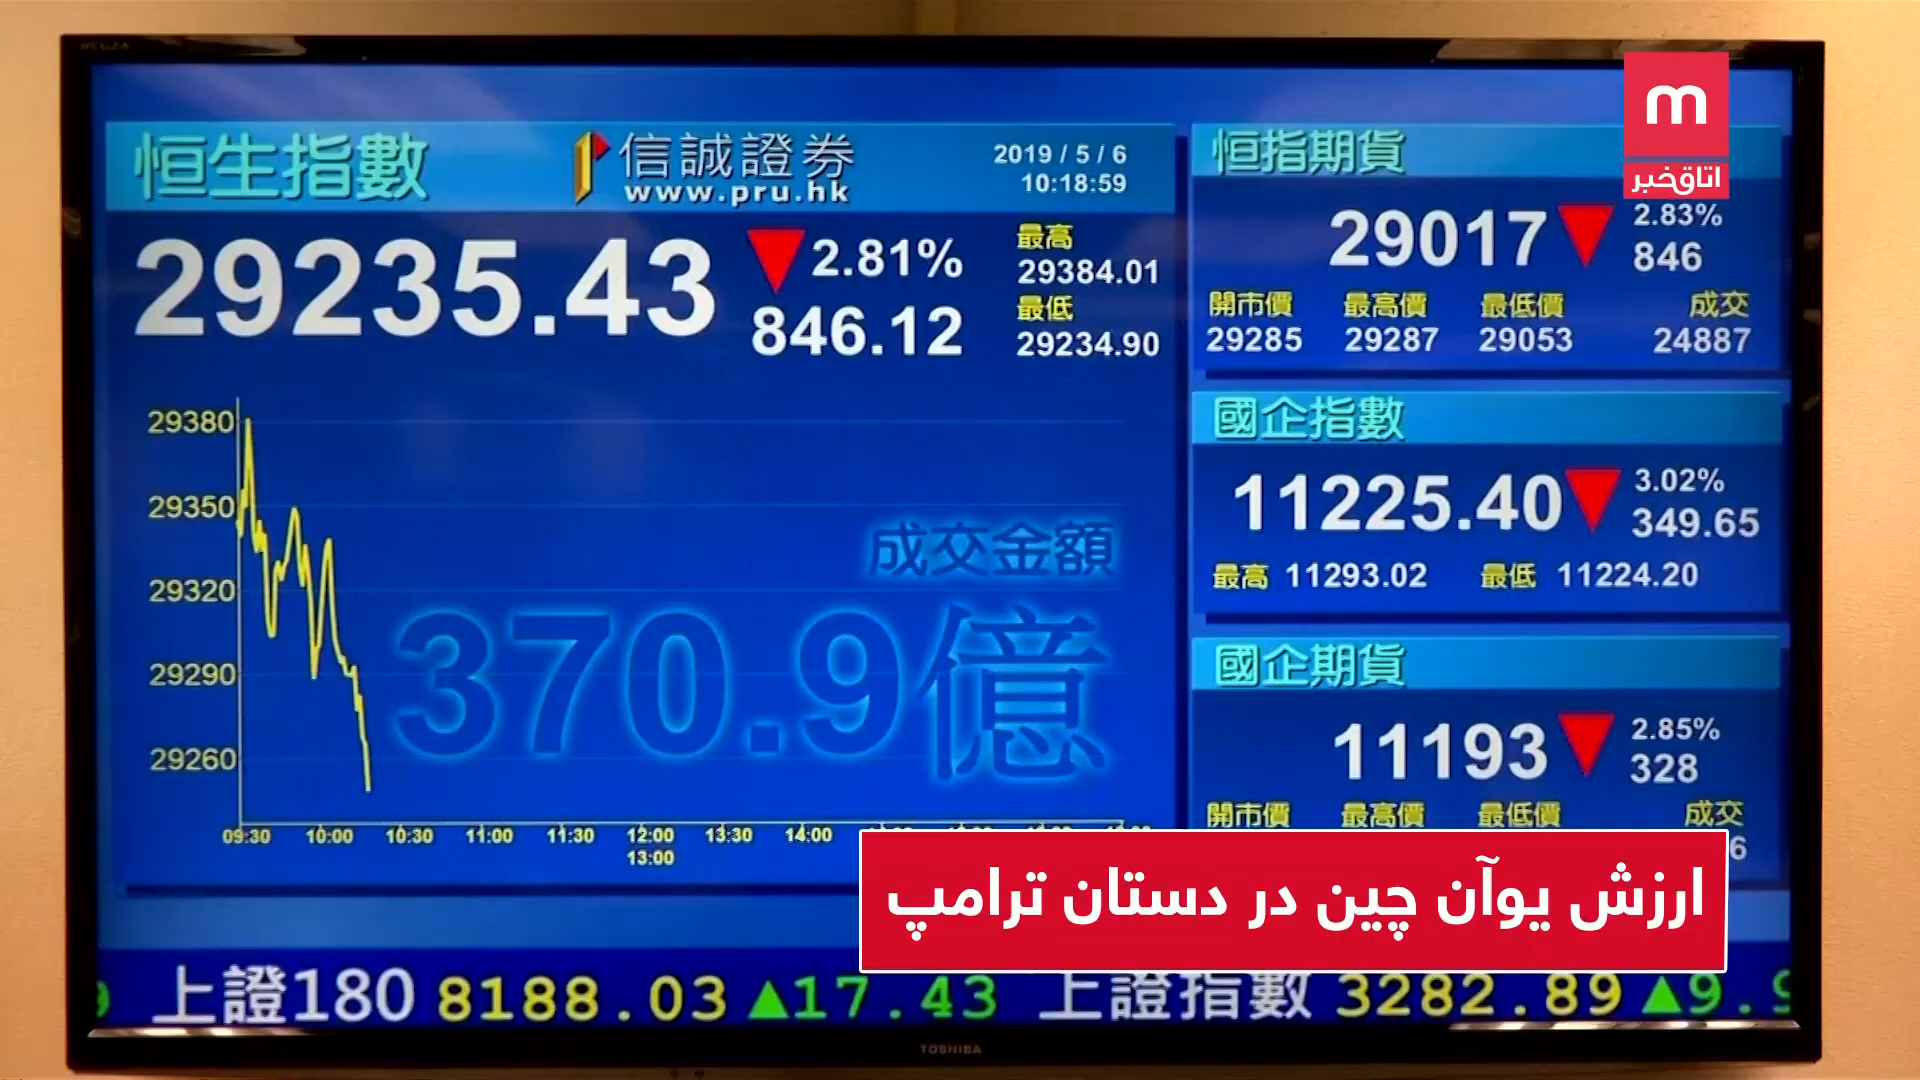 恒生指數
信誠證券
www.pru.hk
2019 / 5 / 6
10:18:59
29235.43 ▼ 2.81%
846.12
最高
29384.01
最低
29234.90
29380
29350
29320
29290
29260
成交金額
370.9億
09:30 10:00 10:30 11:00 11:30 12:00 13:30 14:00
13:00
恒指期貨
29017 ▼ 2.83%
846
開市價 最高價 最低價 成交
29285 29287 29053 24887
國企指數
11225.40 ▼ 3.02%
349.65
最高 11293.02 最低 11224.20
國企期貨
11193 ▼ 2.85%
328
開市價 最高價 最低價 成交
6
上證180 8188.03 ▲17.43 上證指數 3282.89 ▲9.9
TOSHIBA
m
اتاق‌خبر
ارزش یوآن چین در دستان ترامپ